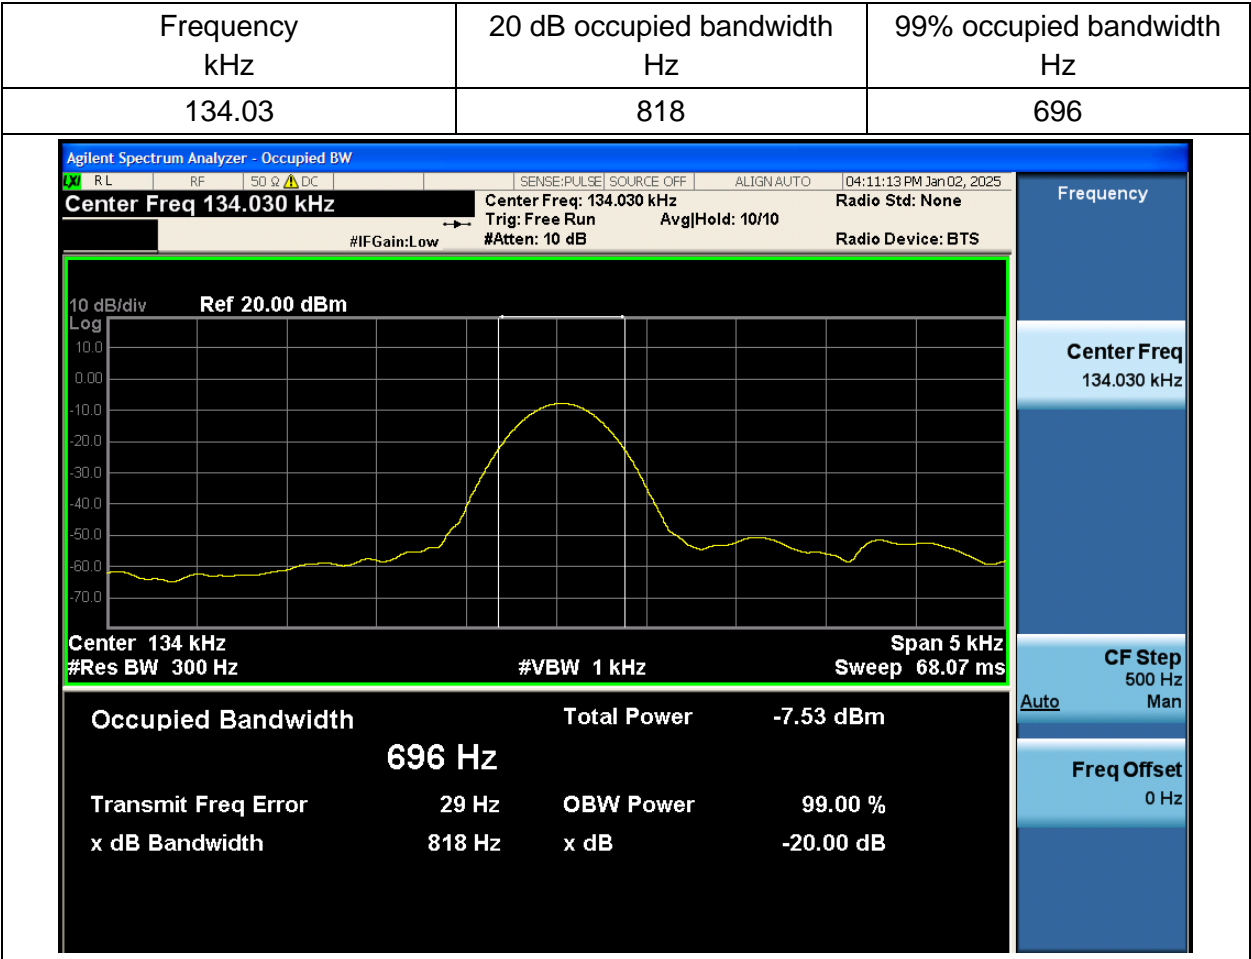 Frequency
kHz
20 dB occupied bandwidth
Hz
99% occupied bandwidth
Hz
134.03
818
696
Agilent Spectrum Analyzer - Occupied BW
LXI RL RF 50 Ω DC SENSE:PULSE SOURCE OFF ALIGN AUTO 04:11:13 PM Jan 02, 2025
Center Freq 134.030 kHz
#IFGain:Low
Center Freq: 134.030 kHz
Trig: Free Run Avg|Hold: 10/10
#Atten: 10 dB
Radio Std: None
Radio Device: BTS
10 dB/div Ref 20.00 dBm
Log
10.0
0.00
-10.0
-20.0
-30.0
-40.0
-50.0
-60.0
-70.0
Center 134 kHz Span 5 kHz
#Res BW 300 Hz #VBW 1 kHz Sweep 68.07 ms
Occupied Bandwidth Total Power -7.53 dBm
696 Hz
Transmit Freq Error 29 Hz OBW Power 99.00 %
x dB Bandwidth 818 Hz x dB -20.00 dB
Frequency
Center Freq
134.030 kHz
CF Step
500 Hz
Auto Man
Freq Offset
0 Hz